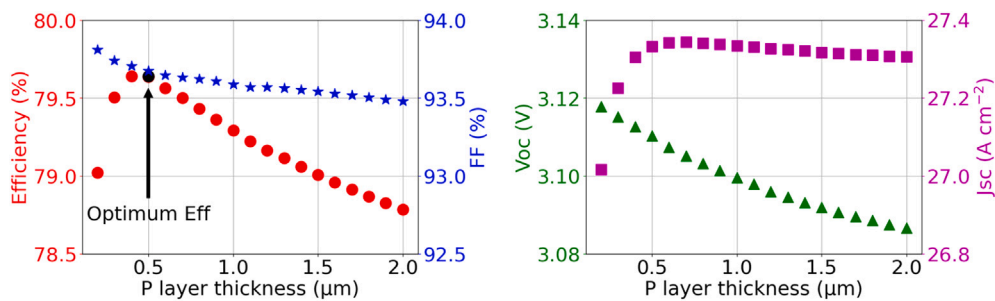 80.0
79.5
79.0
78.5
Efficiency (%)
94.0
93.5
93.0
92.5
FF (%)
Optimum Eff
0.5 1.0 1.5 2.0
P layer thickness (μm)
3.14
3.12
3.10
3.08
Voc (V)
27.4
27.2
27.0
26.8
Jsc (A cm⁻²)
0.5 1.0 1.5 2.0
P layer thickness (μm)